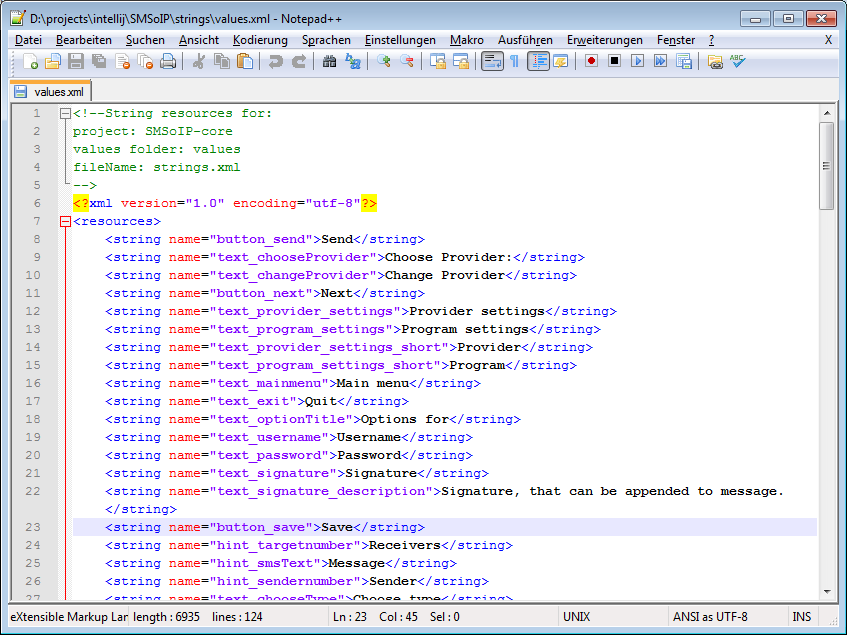 D:\projects\intellij\SMSoIP\strings\values.xml - Notepad++
Datei Bearbeiten Suchen Ansicht Kodierung Sprachen Einstellungen Makro Ausführen Erweiterungen Fenster ? X
values.xml
1 <!--String resources for:
2 project: SMSoIP-core
3 values folder: values
4 fileName: strings.xml
5 -->
6 <?xml version="1.0" encoding="utf-8"?>
7 <resources>
8 <string name="button_send">Send</string>
9 <string name="text_chooseProvider">Choose Provider:</string>
10 <string name="text_changeProvider">Change Provider</string>
11 <string name="button_next">Next</string>
12 <string name="text_provider_settings">Provider settings</string>
13 <string name="text_program_settings">Program settings</string>
14 <string name="text_provider_settings_short">Provider</string>
15 <string name="text_program_settings_short">Program</string>
16 <string name="text_mainmenu">Main menu</string>
17 <string name="text_exit">Quit</string>
18 <string name="text_optionTitle">Options for</string>
19 <string name="text_username">Username</string>
20 <string name="text_password">Password</string>
21 <string name="text_signature">Signature</string>
22 <string name="text_signature_description">Signature, that can be appended to message.
</string>
23 <string name="button_save">Save</string>
24 <string name="hint_targetnumber">Receivers</string>
25 <string name="hint_smsText">Message</string>
26 <string name="hint_sendernumber">Sender</string>
27 <string name="text_chooseType">Choose type</string>
eXtensible Markup Lar length : 6935 lines : 124 Ln : 23 Col : 45 Sel : 0 UNIX ANSI as UTF-8 INS